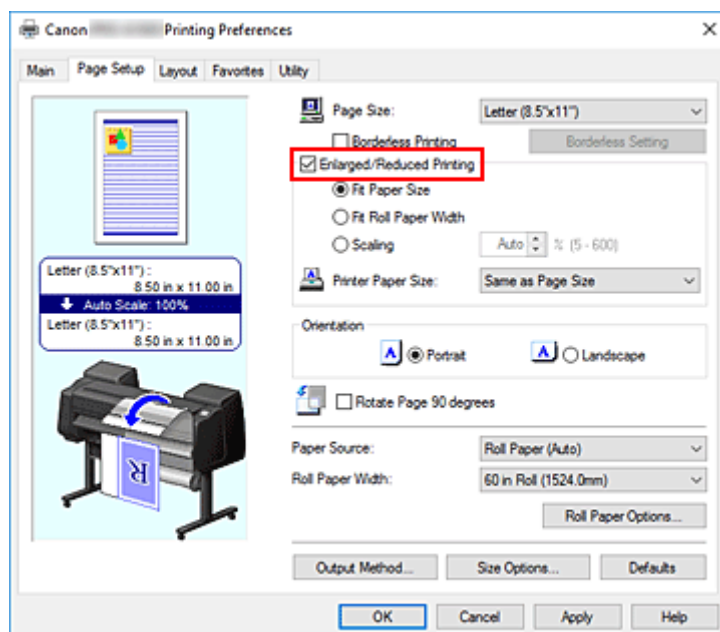 Canon Printing Preferences
Main Page Setup Layout Favorites Utility
Page Size: Letter (8.5"x11")
Borderless Printing Borderless Setting
Enlarged/Reduced Printing
Fit Paper Size
Fit Roll Paper Width
Scaling Auto % (5 - 600)
Printer Paper Size: Same as Page Size
Letter (8.5"x11") :
8.50 in x 11.00 in
Auto Scale: 100%
Letter (8.5"x11") :
8.50 in x 11.00 in
Orientation
A Portrait A Landscape
Rotate Page 90 degrees
Paper Source: Roll Paper (Auto)
Roll Paper Width: 60 in Roll (1524.0mm)
Roll Paper Options...
R
Output Method... Size Options... Defaults
OK Cancel Apply Help